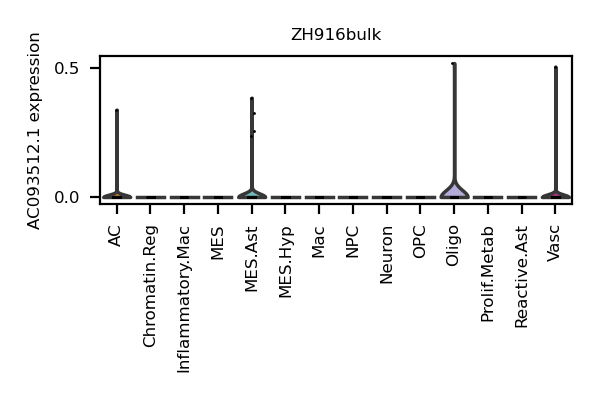 ZH916bulk
AC093512.1 expression
0.5
0.0
AC
Chromatin.Reg
Inflammatory.Mac
MES
MES.Ast
MES.Hyp
Mac
NPC
Neuron
OPC
Oligo
Prolif.Metab
Reactive.Ast
Vasc